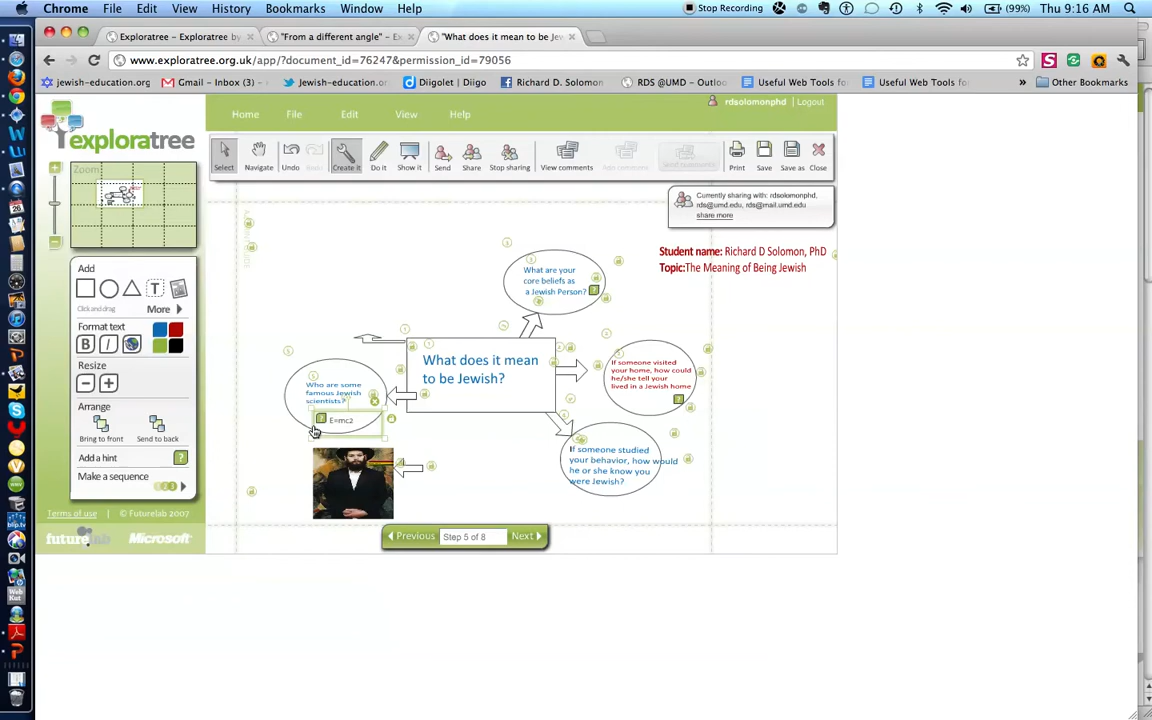 Chrome File Edit View History Bookmarks Window Help
Stop Recording
(99%) Thu 9:16 AM
Exploratree – Exploratree by
"From a different angle" – Ex
"What does it mean to be Je
www.exploratree.org.uk/app/?document_id=76247&permission_id=79056
jewish-education.org
Gmail – Inbox (3) –
Twitter / jewisheducat
Diigolet | Diigo
Richard D. Solomon
RDS @UMD – Outloo
Useful Web Tools for
Useful Web Tools for
»
Other Bookmarks
exploratree
Home File Edit View Help
rdsolomonphd | Logout
Select Navigate Undo Create it Do it Show it Send Share Stop sharing View comments Print Save Save as Close
Zoom
Currently sharing with: rdsolomonphd,
rds@umd.edu, rds@mail.umd.edu
share more
Student name: Richard D Solomon, PhD
Topic:The Meaning of Being Jewish
Add
T
Click and drag More
Format text
B I
Resize
Arrange
Bring to front Send to back
Add a hint ?
Make a sequence
What are your
core beliefs as
a Jewish Person?
What does it mean
to be Jewish?
Who are some
famous Jewish
scientists?
E=mc2
If someone visited
your home, how could
he/she tell your
lived in a Jewish home
If someone studied
your behavior, how would
he or she know you
were Jewish?
Previous Step 5 of 8 Next
Terms of use © Futurelab 2007
futurelab Microsoft